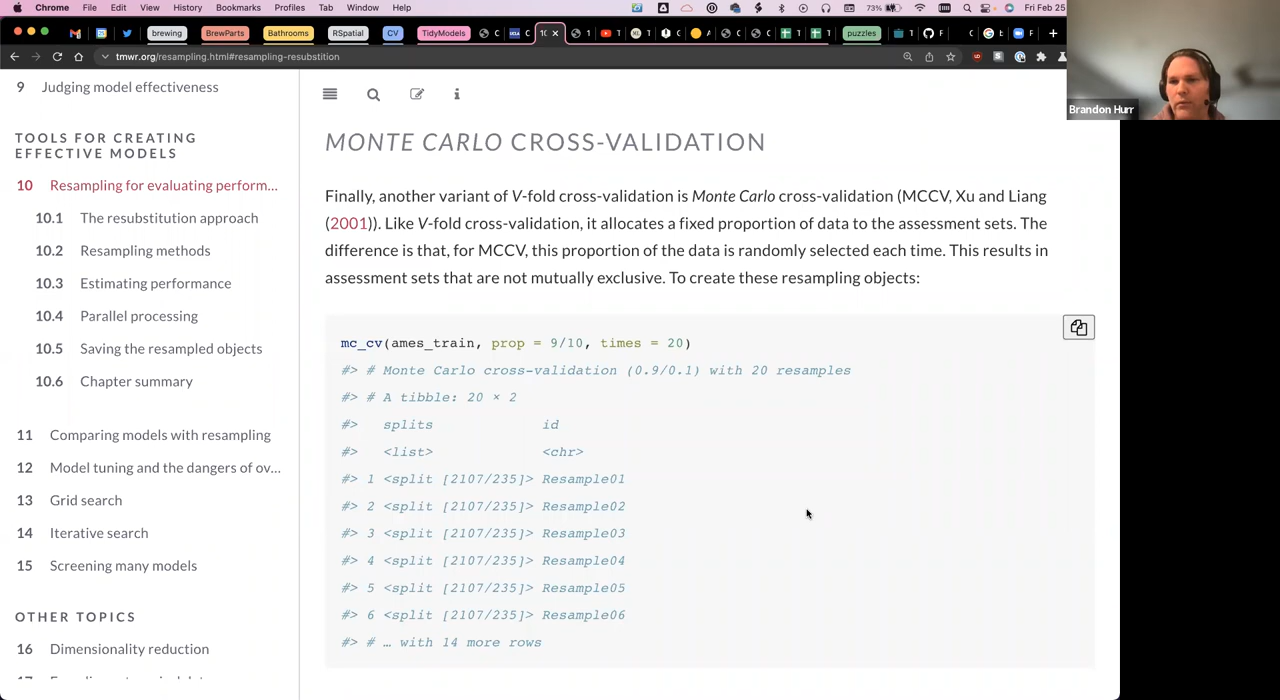 Chrome File Edit View History Bookmarks Profiles Tab Window Help 73% Fri Feb 25
brewing BrewParts Bathrooms RSpatial CV TidyModels puzzles
tmwr.org/resampling.html#resampling-resubstition
Brandon Hurr
9 Judging model effectiveness
TOOLS FOR CREATING
EFFECTIVE MODELS
10 Resampling for evaluating perform...
10.1 The resubstitution approach
10.2 Resampling methods
10.3 Estimating performance
10.4 Parallel processing
10.5 Saving the resampled objects
10.6 Chapter summary
11 Comparing models with resampling
12 Model tuning and the dangers of ov...
13 Grid search
14 Iterative search
15 Screening many models
OTHER TOPICS
16 Dimensionality reduction
MONTE CARLO CROSS-VALIDATION
Finally, another variant of V-fold cross-validation is Monte Carlo cross-validation (MCCV, Xu and Liang
(2001)). Like V-fold cross-validation, it allocates a fixed proportion of data to the assessment sets. The
difference is that, for MCCV, this proportion of the data is randomly selected each time. This results in
assessment sets that are not mutually exclusive. To create these resampling objects:
mc_cv(ames_train, prop = 9/10, times = 20)
#> # Monte Carlo cross-validation (0.9/0.1) with 20 resamples
#> # A tibble: 20 × 2
#> splits id
#> <list> <chr>
#> 1 <split [2107/235]> Resample01
#> 2 <split [2107/235]> Resample02
#> 3 <split [2107/235]> Resample03
#> 4 <split [2107/235]> Resample04
#> 5 <split [2107/235]> Resample05
#> 6 <split [2107/235]> Resample06
#> # … with 14 more rows